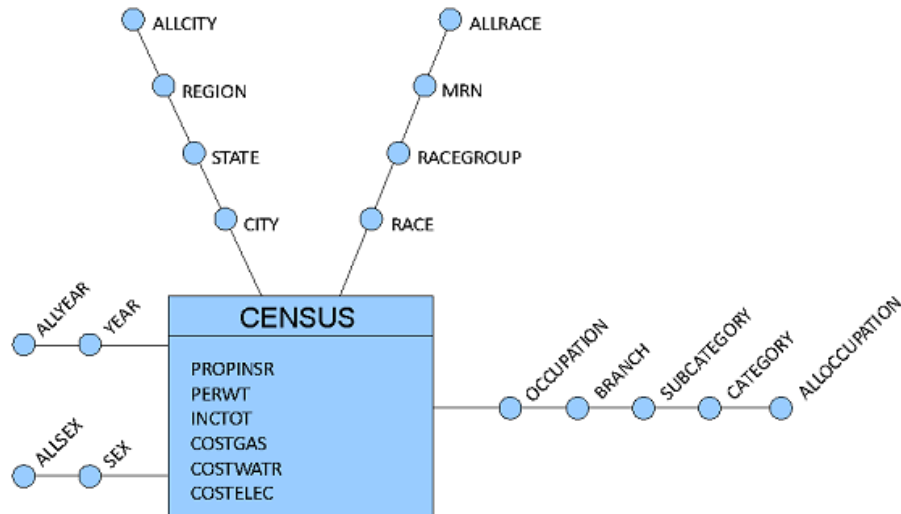 ALLCITY
REGION
STATE
CITY
ALLRACE
MRN
RACEGROUP
RACE
ALLYEAR
YEAR
ALLSEX
SEX
CENSUS
PROPINSR
PERWT
INCTOT
COSTGAS
COSTWATR
COSTELEC
OCCUPATION
BRANCH
SUBCATEGORY
CATEGORY
ALLOCCUPATION